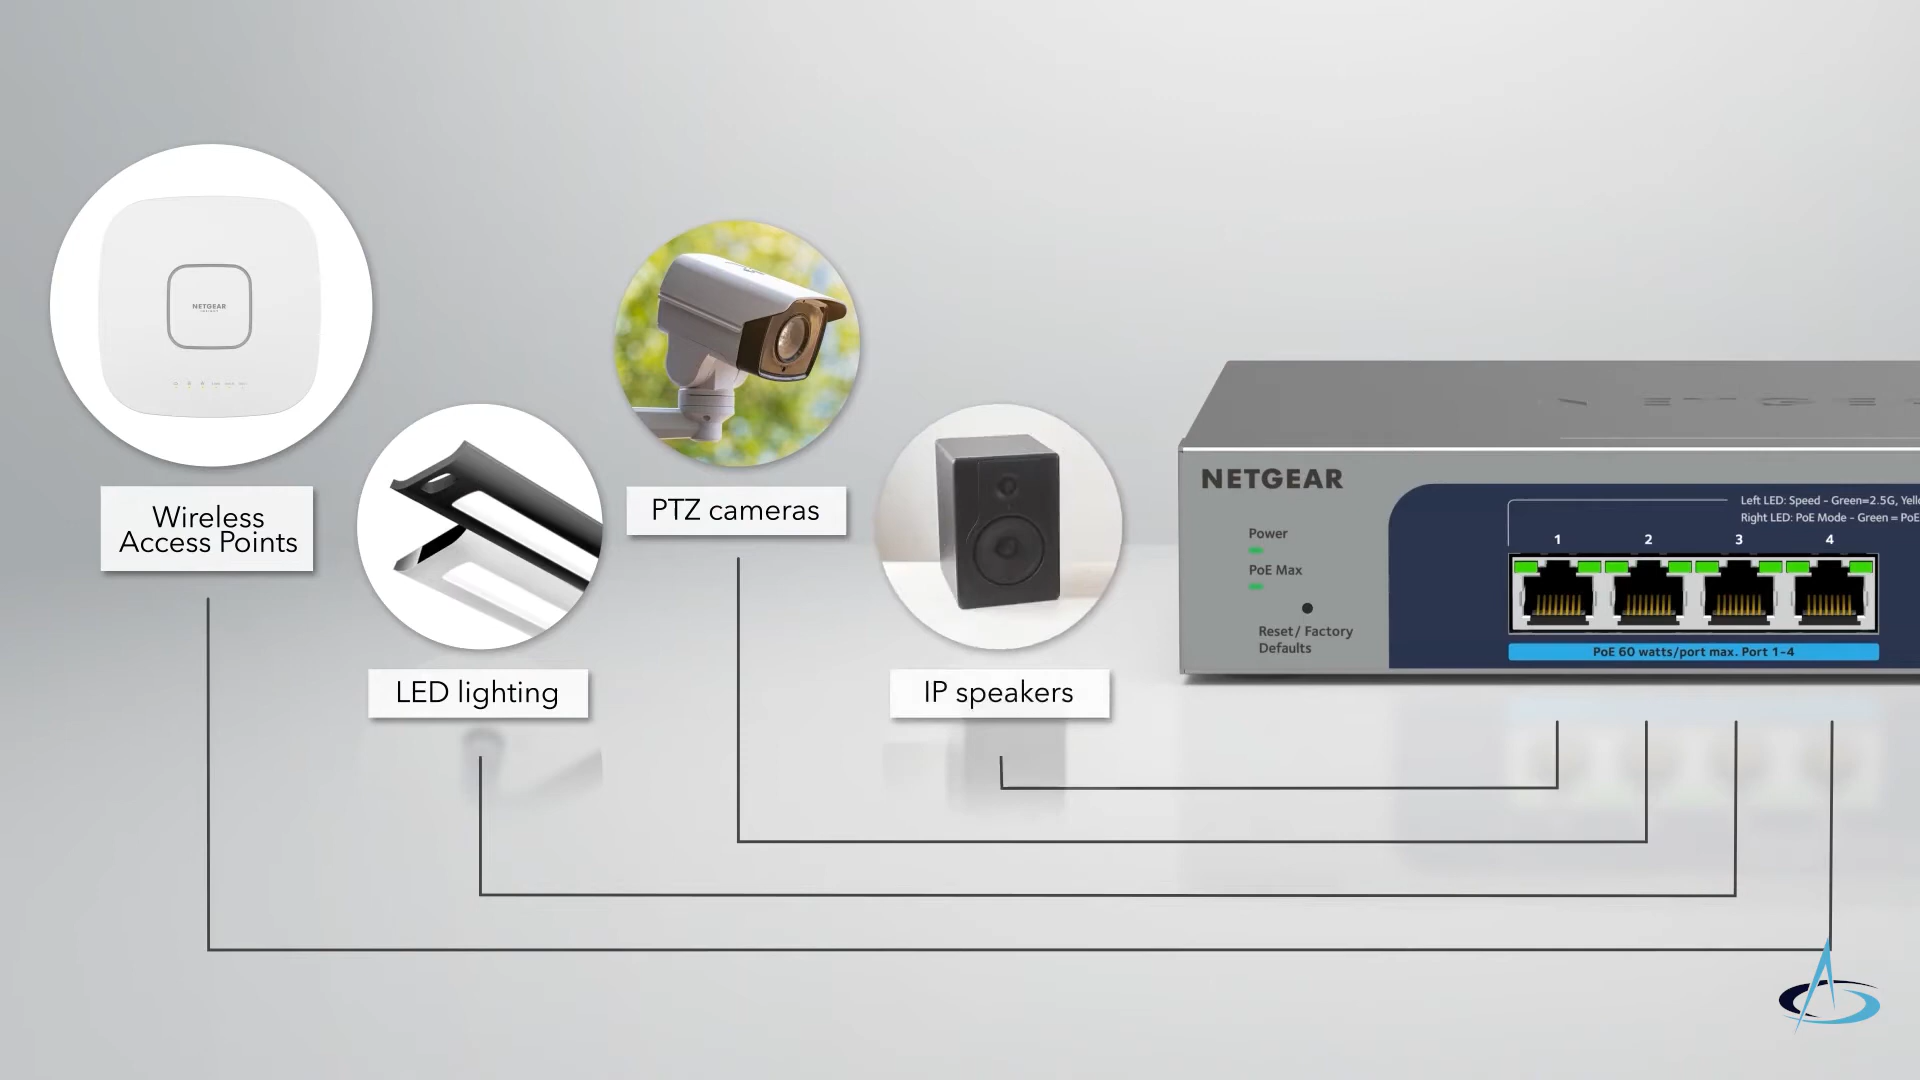 NETGEAR
Wireless
Access Points
LED lighting
PTZ cameras
IP speakers
NETGEAR
Power
PoE Max
Reset/ Factory
Defaults
Left LED: Speed - Green=2.5G,
Right LED: PoE Mode - Green = PoE
1 2 3 4
PoE 60 watts/port max. Port 1-4